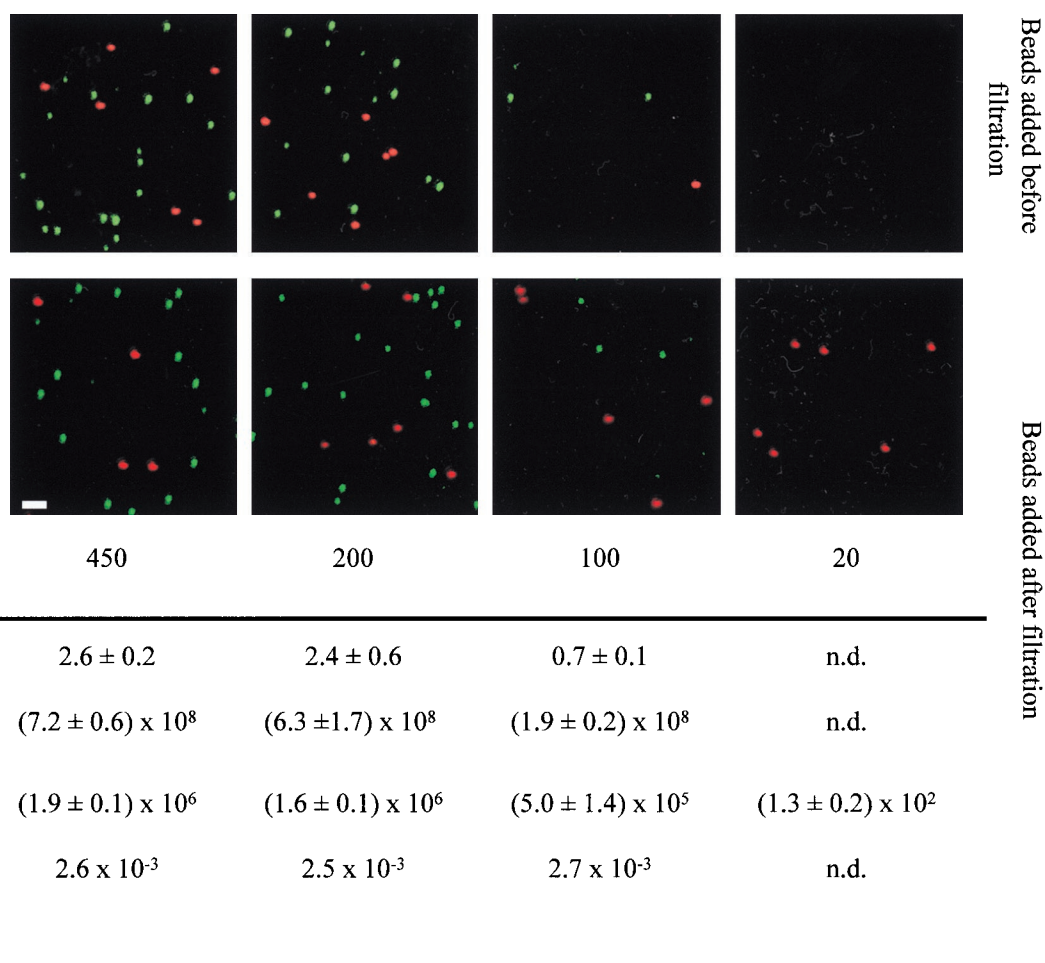 Beads added before
filtration
Beads added after filtration
450 200 100 20
2.6 ± 0.2 2.4 ± 0.6 0.7 ± 0.1 n.d.
(7.2 ± 0.6) x 10⁸ (6.3 ±1.7) x 10⁸ (1.9 ± 0.2) x 10⁸ n.d.
(1.9 ± 0.1) x 10⁶ (1.6 ± 0.1) x 10⁶ (5.0 ± 1.4) x 10⁵ (1.3 ± 0.2) x 10²
2.6 x 10⁻³ 2.5 x 10⁻³ 2.7 x 10⁻³ n.d.